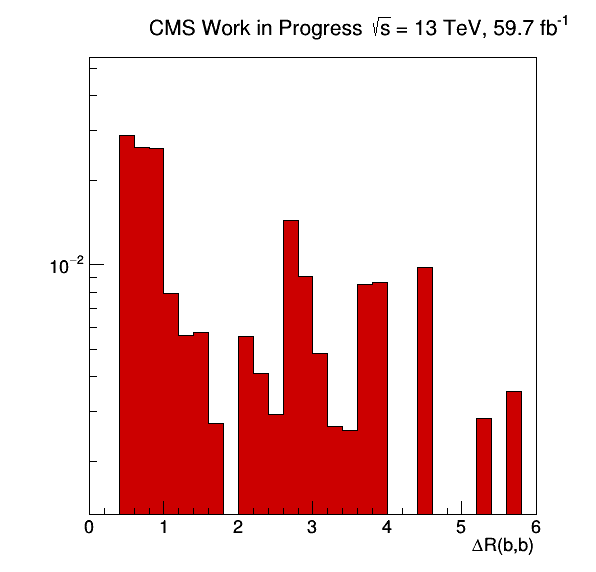 CMS Work in Progress √s = 13 TeV, 59.7 fb⁻¹
10⁻²
0 1 2 3 4 5 6
ΔR(b,b)